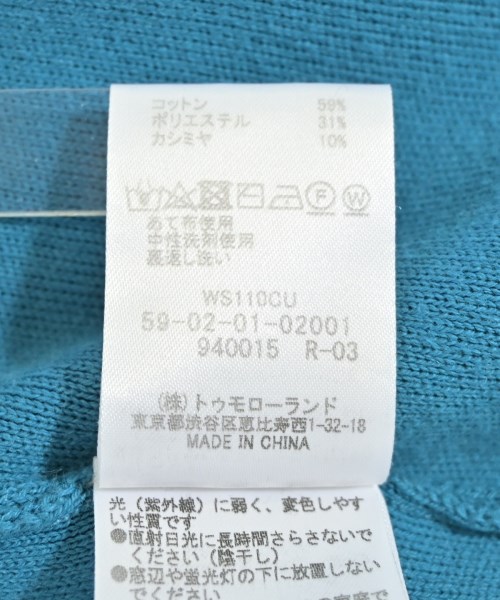 コットン 59%
ポリエステル 31%
カシミヤ 10%
F W
あて布使用
中性洗剤使用
裏返し洗い
WS110CU
59-02-01-02001
940015 R-03
(株)トゥモローランド
東京都渋谷区恵比寿西1-32-18
MADE IN CHINA
光(紫外線)に弱く、変色しやす
い性質です
●直射日光に長時間さらさないで
ください(陰干し)
●窓辺や蛍光灯の下に放置しない
でください